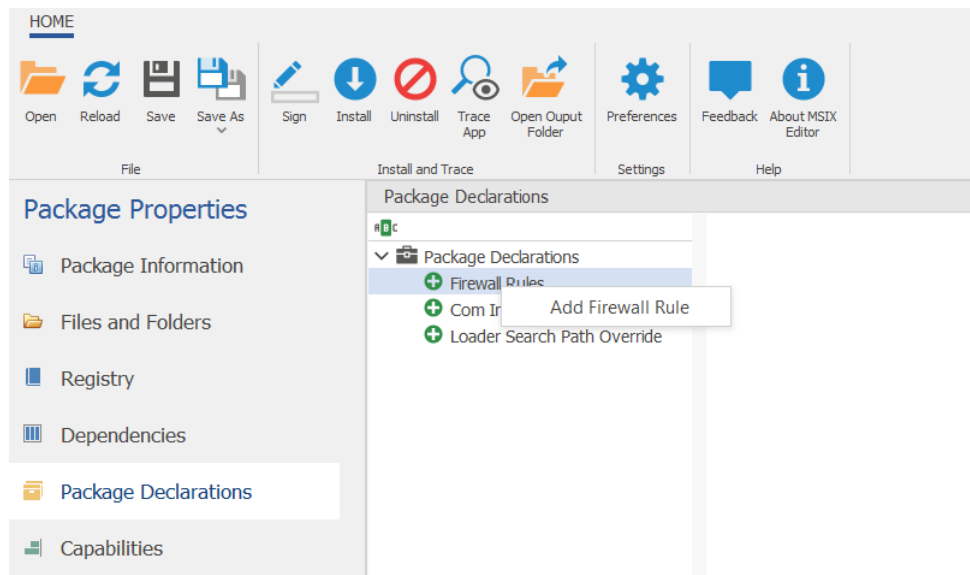 HOME
Open
Reload
Save
Save As
Sign
Install
Uninstall
Trace
App
Open Ouput
Folder
Preferences
Feedback
About MSIX
Editor
File
Install and Trace
Settings
Help
Package Properties
Package Information
Files and Folders
Registry
Dependencies
Package Declarations
Capabilities
Package Declarations
ABC
Package Declarations
Firewall Rules
Add Firewall Rule
Com
Loader Search Path Override